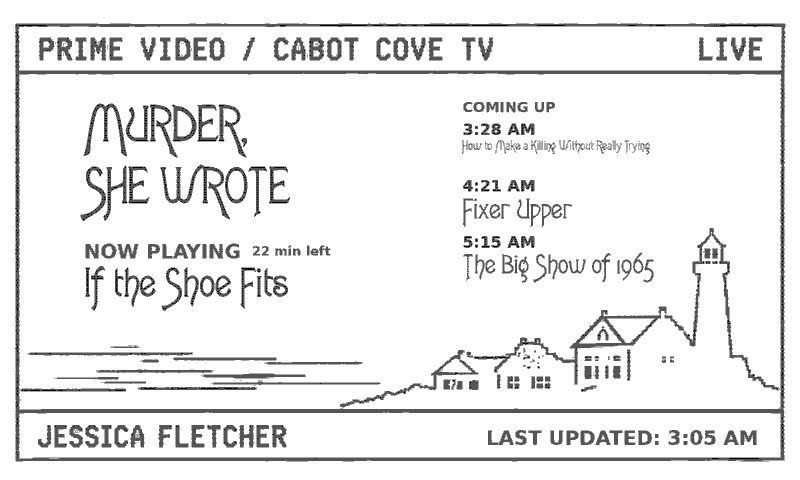 PRIME VIDEO / CABOT COVE TV LIVE
MURDER,
SHE WROTE
NOW PLAYING 22 min left
If the Shoe Fits
COMING UP
3:28 AM
How to Make a Killing Without Really Trying
4:21 AM
Fixer Upper
5:15 AM
The Big Show of 1965
JESSICA FLETCHER LAST UPDATED: 3:05 AM